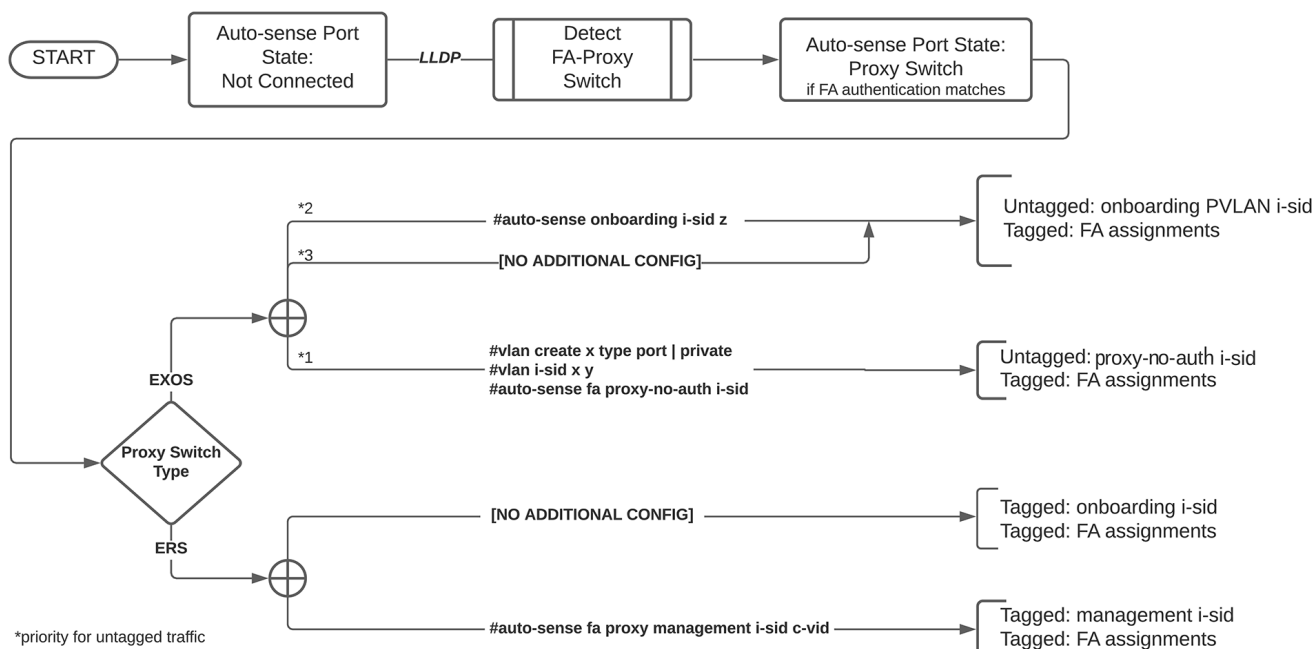 START
Auto-sense Port
State:
Not Connected
LLDP
Detect
FA-Proxy
Switch
Auto-sense Port State:
Proxy Switch
if FA authentication matches
*2
#auto-sense onboarding i-sid z
Untagged: onboarding PVLAN i-sid
Tagged: FA assignments
*3
[NO ADDITIONAL CONFIG]
*1
#vlan create x type port | private
#vlan i-sid x y
#auto-sense fa proxy-no-auth i-sid
Untagged: proxy-no-auth i-sid
Tagged: FA assignments
EXOS
Proxy Switch
Type
ERS
[NO ADDITIONAL CONFIG]
Tagged: onboarding i-sid
Tagged: FA assignments
#auto-sense fa proxy management i-sid c-vid
Tagged: management i-sid
Tagged: FA assignments
*priority for untagged traffic